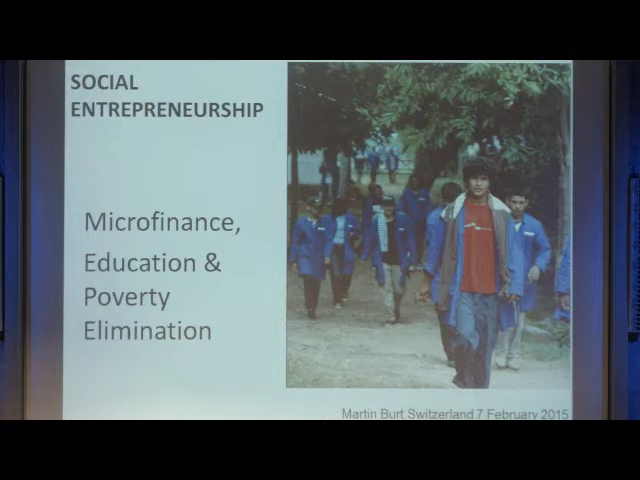 SOCIAL
ENTREPRENEURSHIP
Microfinance,
Education &
Poverty
Elimination
Martin Burt Switzerland 7 February 2015